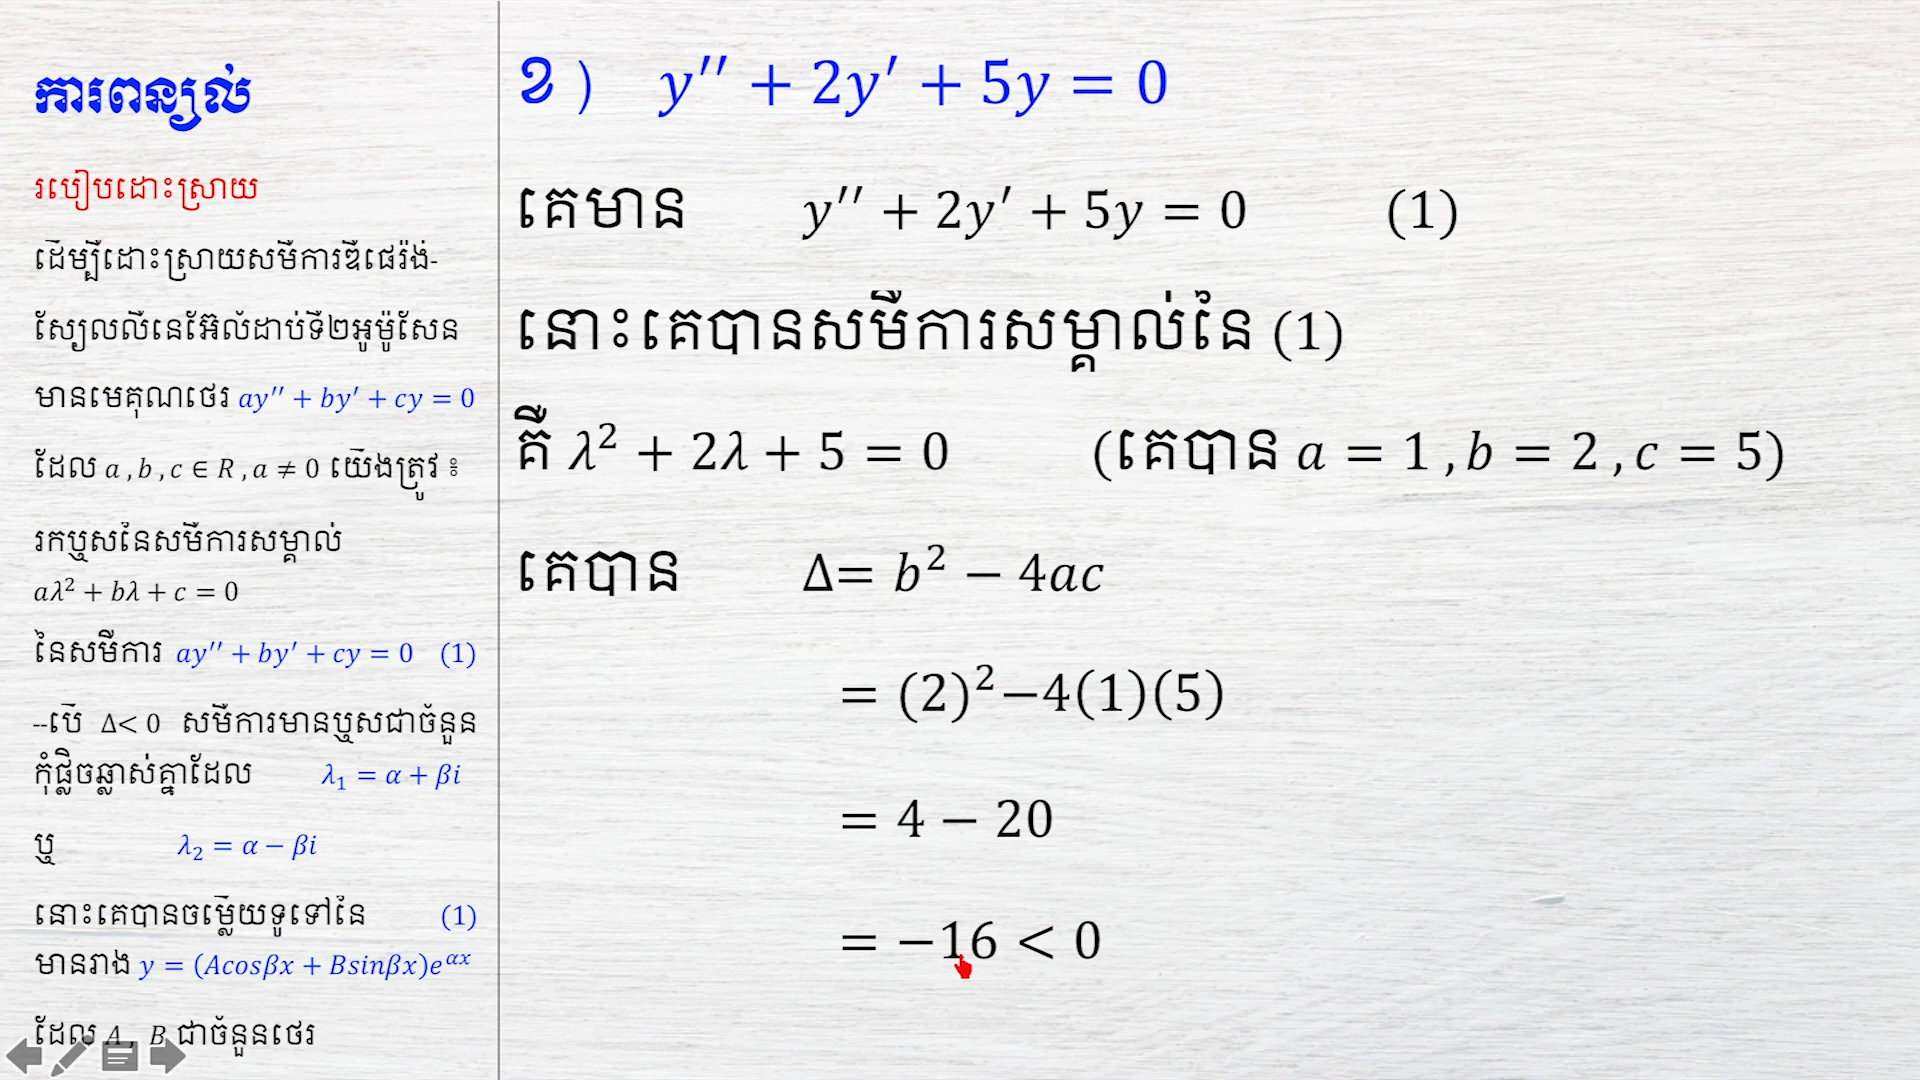 ការពន្យល់
របៀបដោះស្រាយ
ដើម្បីដោះស្រាយសមីការឌីផេរ៉ង់-
ស្យែលលីនេអ៊ែលំដាប់ទី២អូម៉ូសែន
មានមេគុណថេរ ay′′ + by′ + cy = 0
ដែល a , b , c ∈ R , a ≠ 0 យើងត្រូវ ៖
រកឬសនៃសមីការសម្គាល់
aλ² + bλ + c = 0
នៃសមីការ ay′′ + by′ + cy = 0 (1)
--បើ Δ< 0 សមីការមានឬសជាចំនួន
កុំផ្លិចឆ្លាស់គ្នាដែល λ₁ = α + βi
ឬ λ₂ = α − βi
នោះគេបានចម្លើយទូទៅនៃ (1)
មានរាង y = (Acosβx + Bsinβx)e^{αx}
ដែល A , B ជាចំនួនថេរ
ខ ) y′′ + 2y′ + 5y = 0
គេមាន y′′ + 2y′ + 5y = 0 (1)
នោះគេបានសមីការសម្គាល់នៃ (1)
គឺ λ² + 2λ + 5 = 0 (គេបាន a = 1 , b = 2 , c = 5)
គេបាន Δ= b² − 4ac
= (2)²−4(1)(5)
= 4 − 20
= −16 < 0